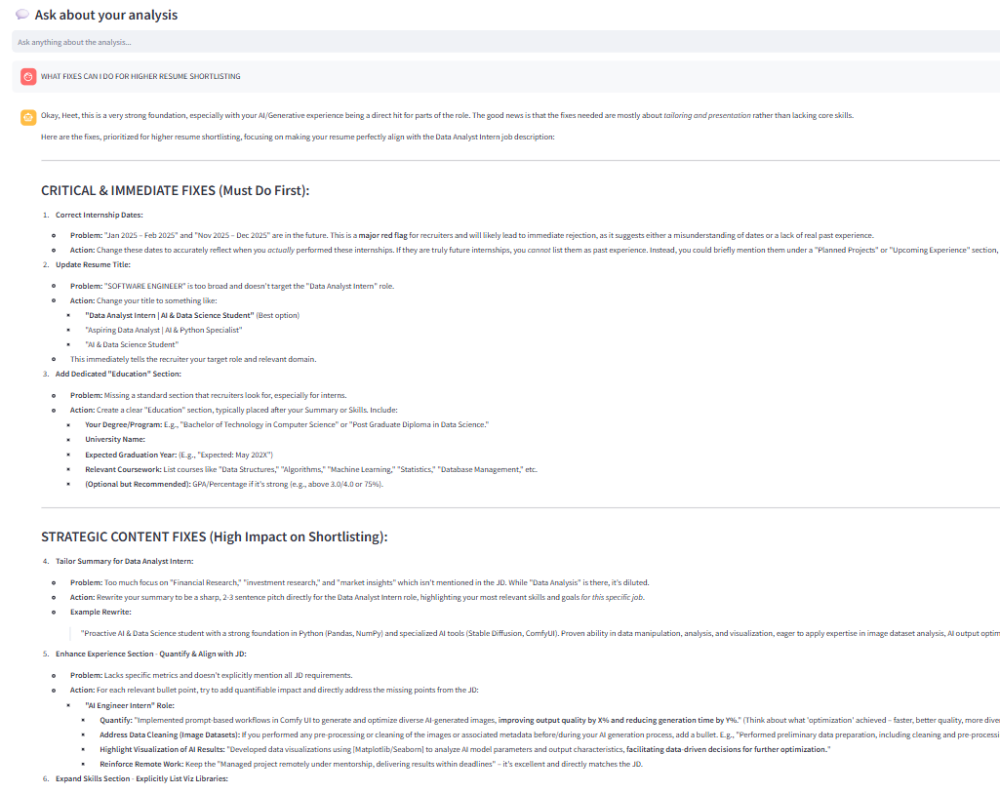 Ask about your analysis
Ask anything about the analysis...
WHAT FIXES CAN I DO FOR HIGHER RESUME SHORTLISTING
Okay, Heet, this is a very strong foundation, especially with your AI/Generative experience being a direct hit for parts of the role. The good news is that the fixes needed are mostly about tailoring and presentation rather than lacking core skills.
Here are the fixes, prioritized for higher resume shortlisting, focusing on making your resume perfectly align with the Data Analyst Intern job description:
CRITICAL & IMMEDIATE FIXES (Must Do First):
1. Correct Internship Dates:
Problem: "Jan 2025 – Feb 2025" and "Nov 2025 – Dec 2025" are in the future. This is a major red flag for recruiters and will likely lead to immediate rejection, as it suggests either a misunderstanding of dates or a lack of real past experience.
Action: Change these dates to accurately reflect when you actually performed these internships. If they are truly future internships, you cannot list them as past experience. Instead, you could briefly mention them under a "Planned Projects" or "Upcoming Experience" section,
2. Update Resume Title:
Problem: "SOFTWARE ENGINEER" is too broad and doesn't target the "Data Analyst Intern" role.
Action: Change your title to something like:
"Data Analyst Intern | AI & Data Science Student" (Best option)
"Aspiring Data Analyst | AI & Python Specialist"
"AI & Data Science Student"
This immediately tells the recruiter your target role and relevant domain.
3. Add Dedicated "Education" Section:
Problem: Missing a standard section that recruiters look for, especially for interns.
Action: Create a clear "Education" section, typically placed after your Summary or Skills. Include:
Your Degree/Program: E.g., "Bachelor of Technology in Computer Science" or "Post Graduate Diploma in Data Science."
University Name:
Expected Graduation Year: (E.g., "Expected: May 202X")
Relevant Coursework: List courses like "Data Structures," "Algorithms," "Machine Learning," "Statistics," "Database Management," etc.
(Optional but Recommended): GPA/Percentage if it's strong (e.g., above 3.0/4.0 or 75%).
STRATEGIC CONTENT FIXES (High Impact on Shortlisting):
4. Tailor Summary for Data Analyst Intern:
Problem: Too much focus on "Financial Research," "investment research," and "market insights" which isn't mentioned in the JD. While "Data Analysis" is there, it's diluted.
Action: Rewrite your summary to be a sharp, 2-3 sentence pitch directly for the Data Analyst Intern role, highlighting your most relevant skills and goals for this specific job.
Example Rewrite:
"Proactive AI & Data Science student with a strong foundation in Python (Pandas, NumPy) and specialized AI tools (Stable Diffusion, ComfyUI). Proven ability in data manipulation, analysis, and visualization, eager to apply expertise in image dataset analysis, AI output optim
5. Enhance Experience Section - Quantify & Align with JD:
Problem: Lacks specific metrics and doesn't explicitly mention all JD requirements.
Action: For each relevant bullet point, try to add quantifiable impact and directly address the missing points from the JD:
"AI Engineer Intern" Role:
Quantify: "Implemented prompt-based workflows in Comfy UI to generate and optimize diverse AI-generated images, improving output quality by X% and reducing generation time by Y%." (Think about what 'optimization' achieved – faster, better quality, more diver
Address Data Cleaning (Image Datasets): If you performed any pre-processing or cleaning of the images or associated metadata before/during your AI generation process, add a bullet. E.g., "Performed preliminary data preparation, including cleaning and pre-processi
Highlight Visualization of AI Results: "Developed data visualizations using [Matplotlib/Seaborn] to analyze AI model parameters and output characteristics, facilitating data-driven decisions for further optimization."
Reinforce Remote Work: Keep the "Managed project remotely under mentorship, delivering results within deadlines" – it's excellent and directly matches the JD.
6. Expand Skills Section - Explicitly List Viz Libraries: